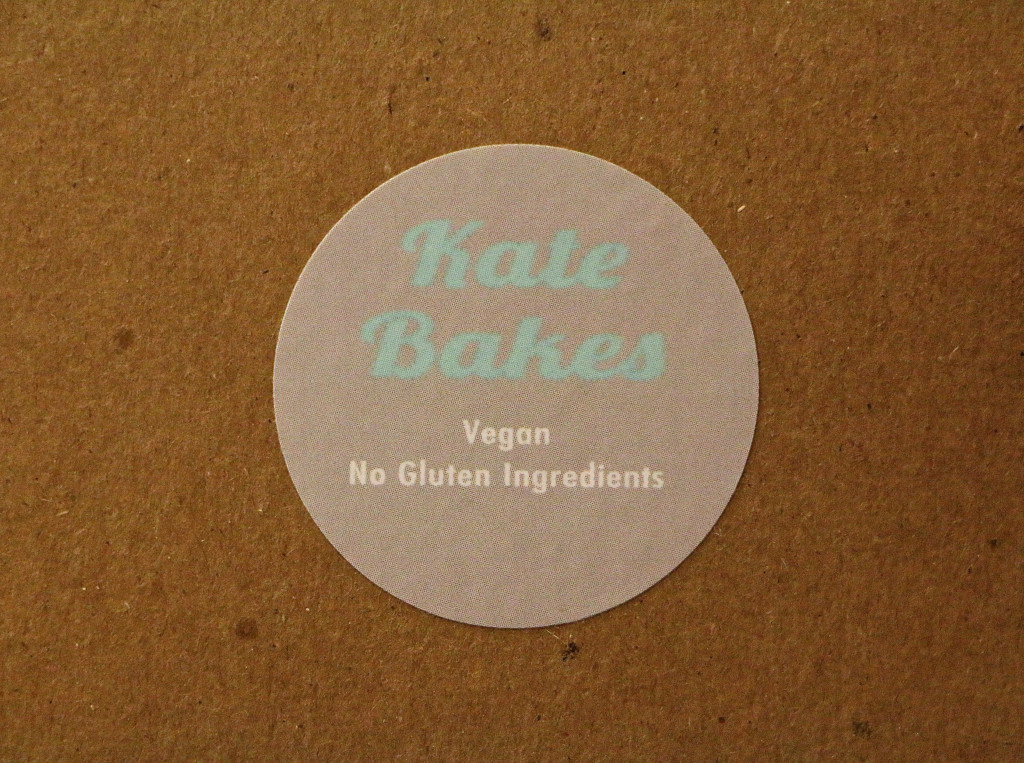 Kate
Bakes
Vegan
No Gluten Ingredients